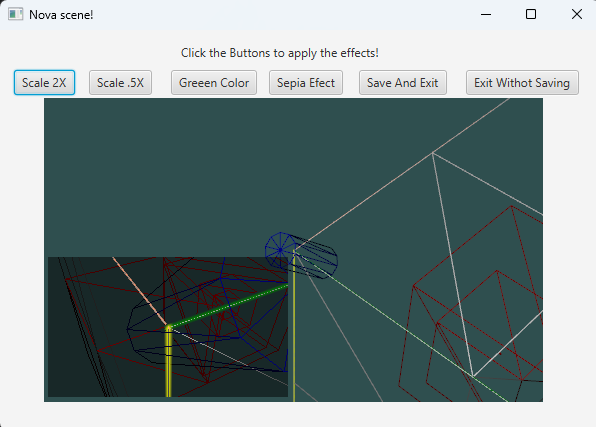 Nova scene!
Click the Buttons to apply the effects!
Scale 2X
Scale .5X
Greeen Color
Sepia Efect
Save And Exit
Exit Withot Saving